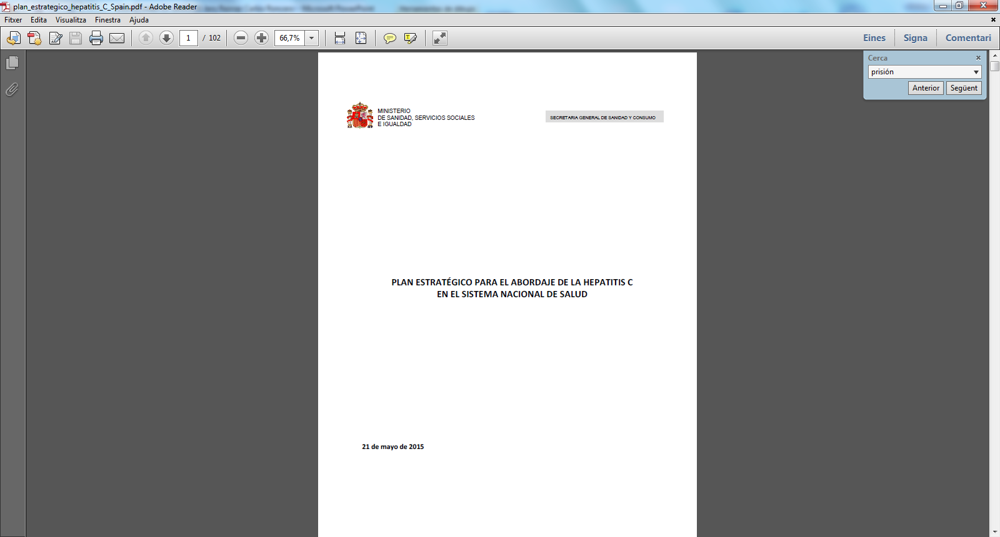 plan_estrategico_hepatitis_C_Spain.pdf - Adobe Reader
Fitxer Edita Visualitza Finestra Ajuda
1 / 102 66,7% Eines Signa Comentari
Cerca
prisión
Anterior Següent
MINISTERIO
DE SANIDAD, SERVICIOS SOCIALES
E IGUALDAD
SECRETARIA GENERAL DE SANIDAD Y CONSUMO
PLAN ESTRATÉGICO PARA EL ABORDAJE DE LA HEPATITIS C
EN EL SISTEMA NACIONAL DE SALUD
21 de mayo de 2015